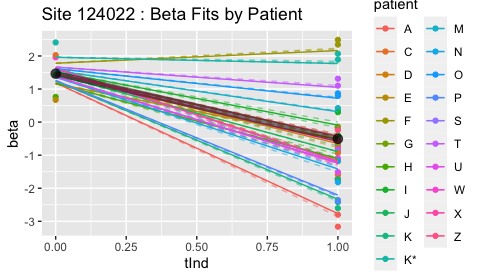 Site 124022 : Beta Fits by Patient
beta
2
1
0
-1
-2
-3
0.00 0.25 0.50 0.75 1.00
tInd
patient
A
C
D
E
F
G
H
I
J
K
K*
M
N
O
P
S
T
U
W
X
Z